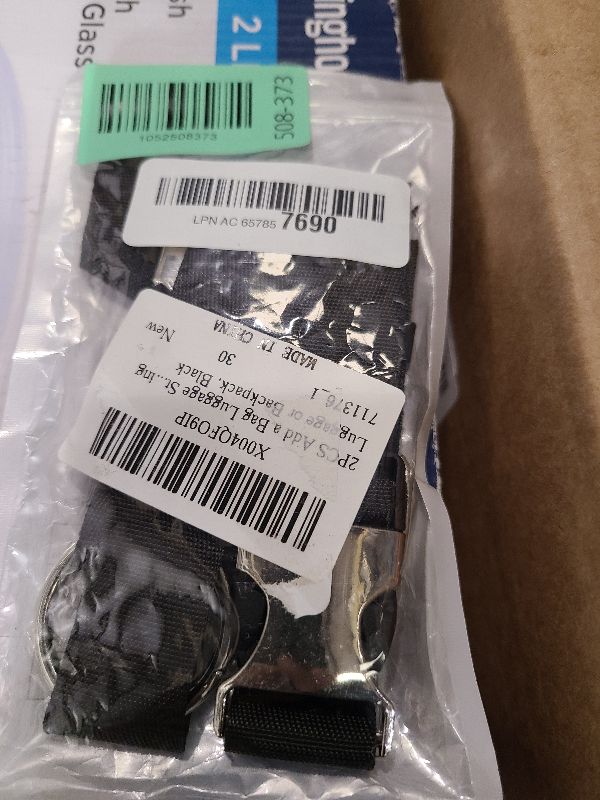 2 L
Glass
1052508373
508-373
LPN AC 65785 7690
X004QFO9IP
2PCS Add a Bag Luggage St...ing
Luggage or Backpack, Black
711376_1
30
New
MADE IN CHINA